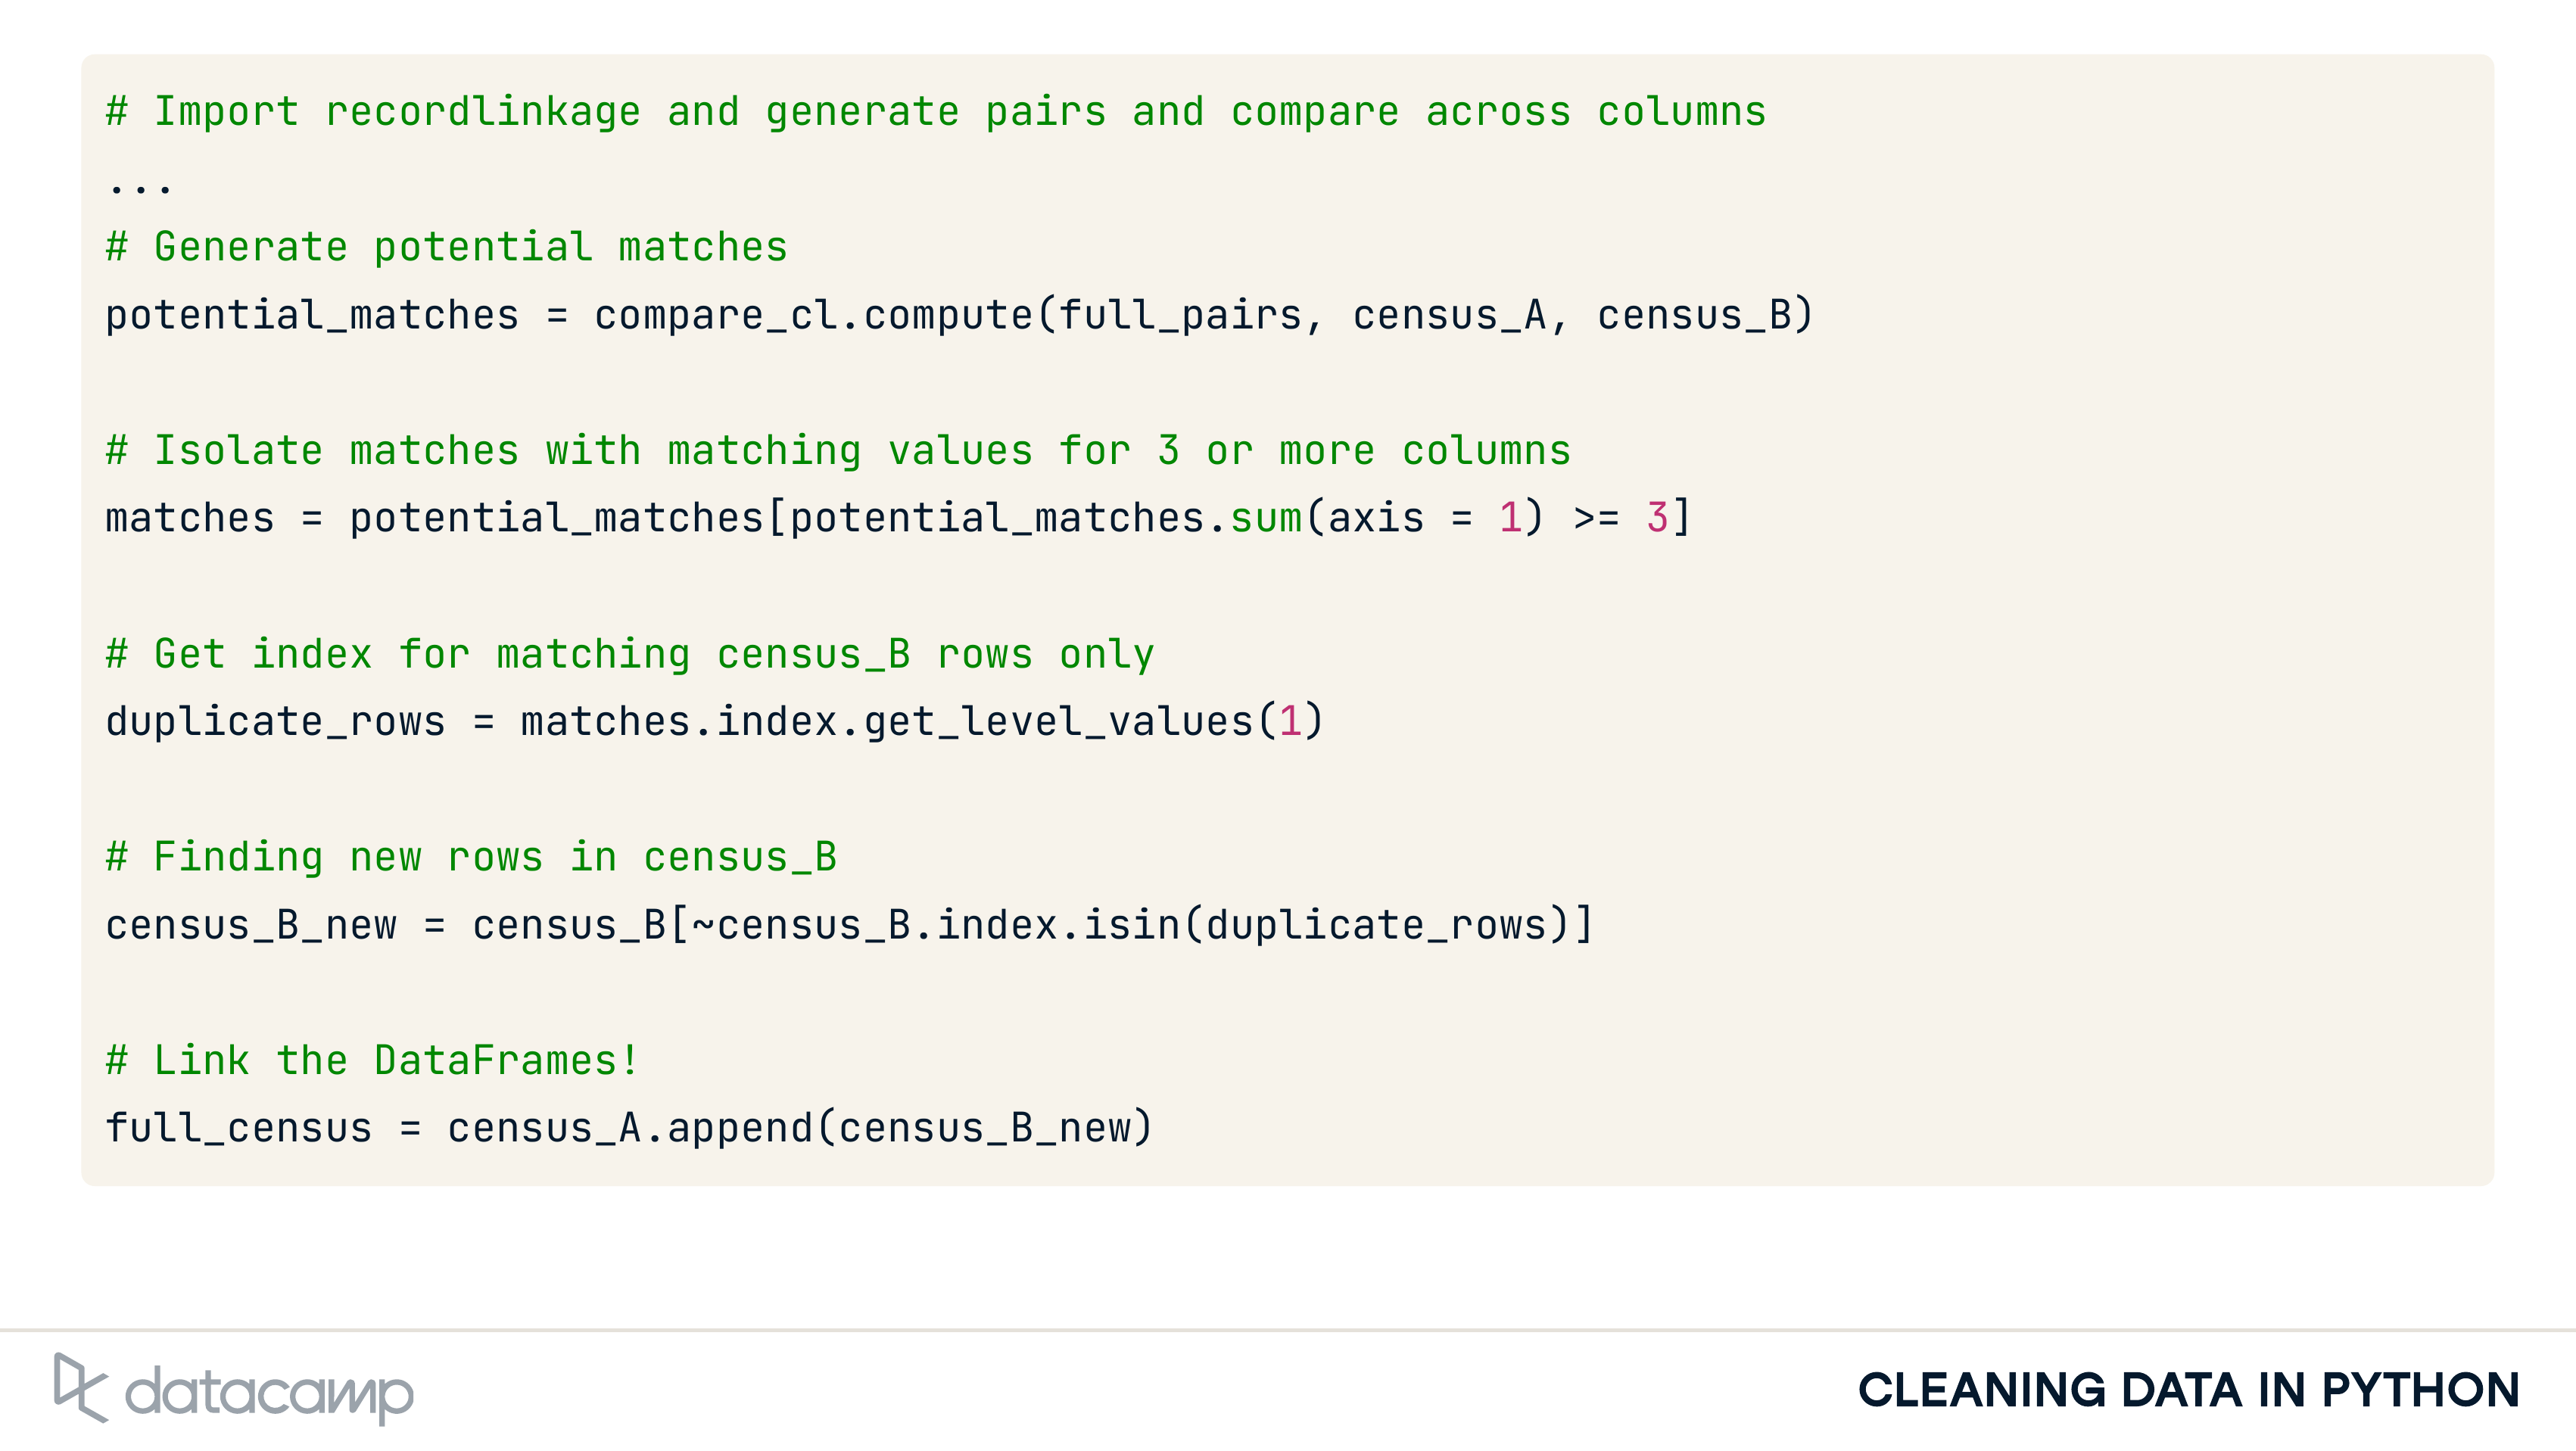 # Import recordlinkage and generate pairs and compare across columns
...
# Generate potential matches
potential_matches = compare_cl.compute(full_pairs, census_A, census_B)
# Isolate matches with matching values for 3 or more columns
matches = potential_matches[potential_matches.sum(axis = 1) >= 3]
# Get index for matching census_B rows only
duplicate_rows = matches.index.get_level_values(1)
# Finding new rows in census_B
census_B_new = census_B[~census_B.index.isin(duplicate_rows)]
# Link the DataFrames!
full_census = census_A.append(census_B_new)
datacamp
CLEANING DATA IN PYTHON